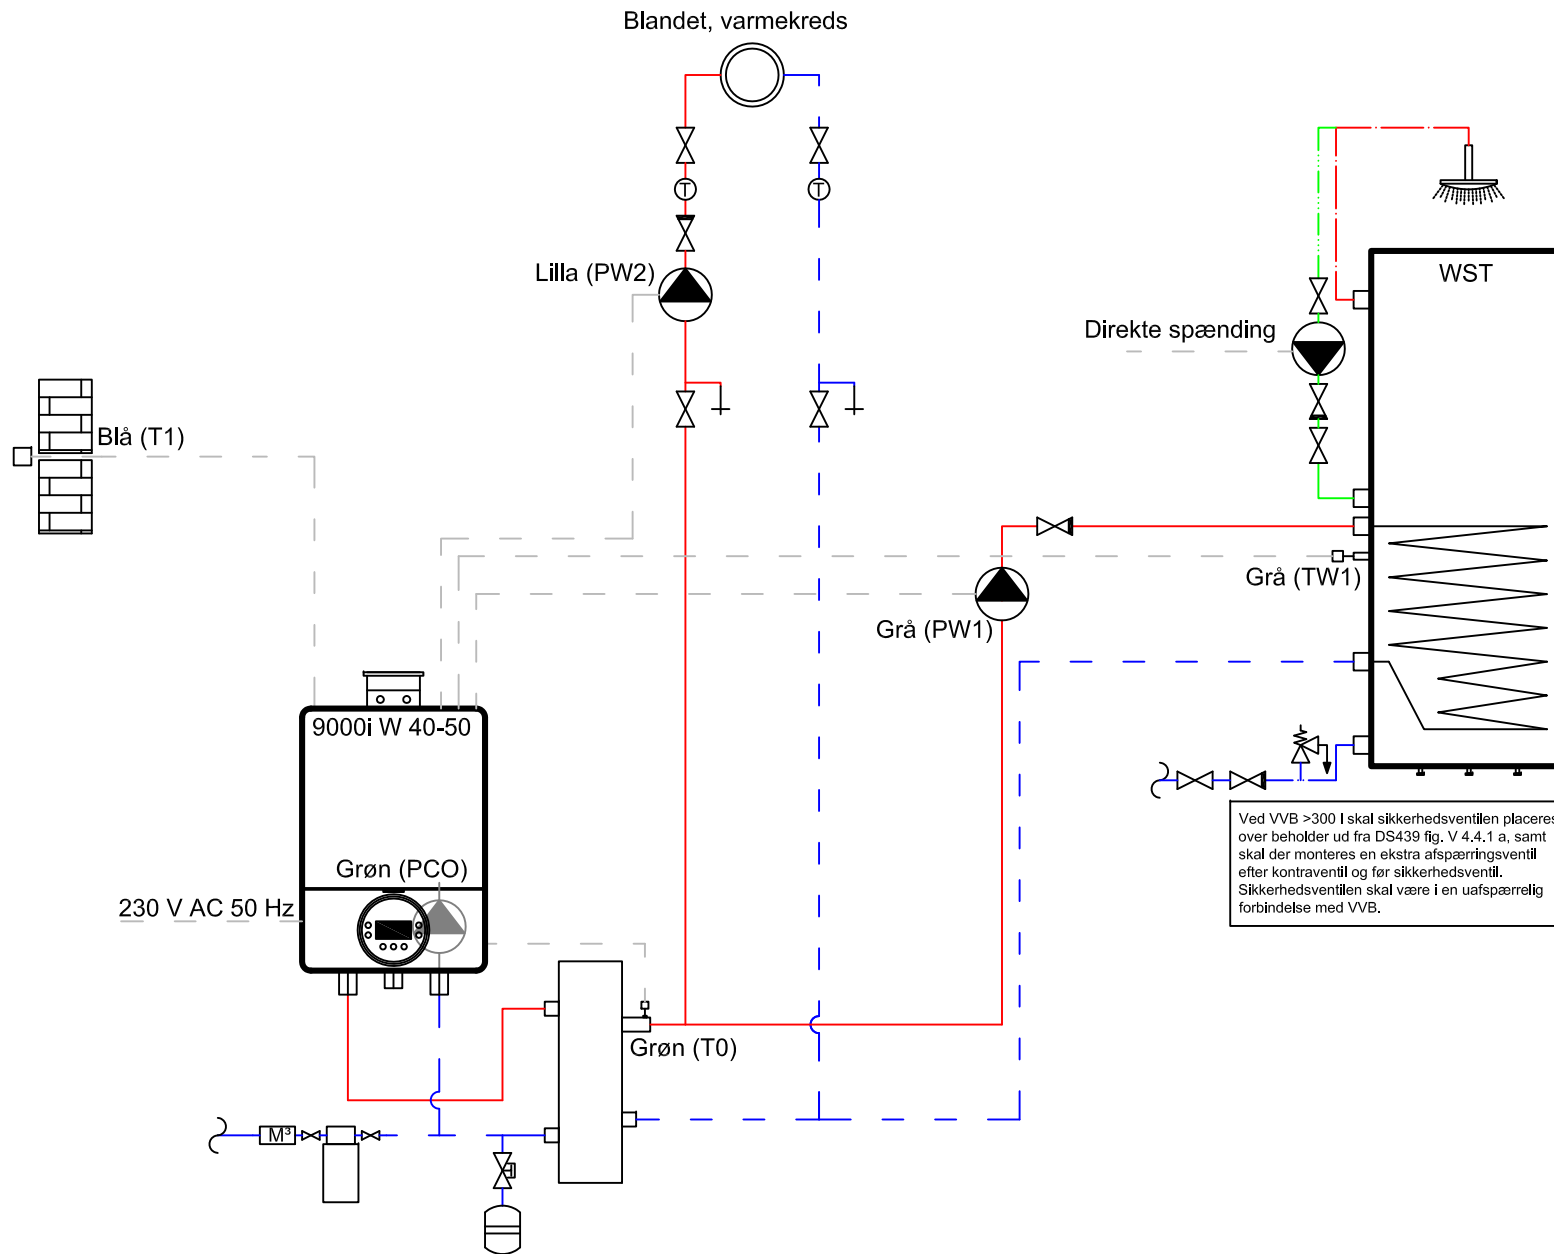 Blandet, varmekreds
T
T
Lilla (PW2)
WST
Direkte spænding
Blå (T1)
Grå (TW1)
Grå (PW1)
9000i W 40-50
Ved VVB >300 l skal sikkerhedsventilen placeres
over beholder ud fra DS439 fig. V 4.4.1 a, samt
skal der monteres en ekstra afspærringsventil
efter kontraventil og før sikkerhedsventil.
Sikkerhedsventilen skal være i en uafspærrelig
forbindelse med VVB.
Grøn (PCO)
230 V AC 50 Hz
Grøn (T0)
M³